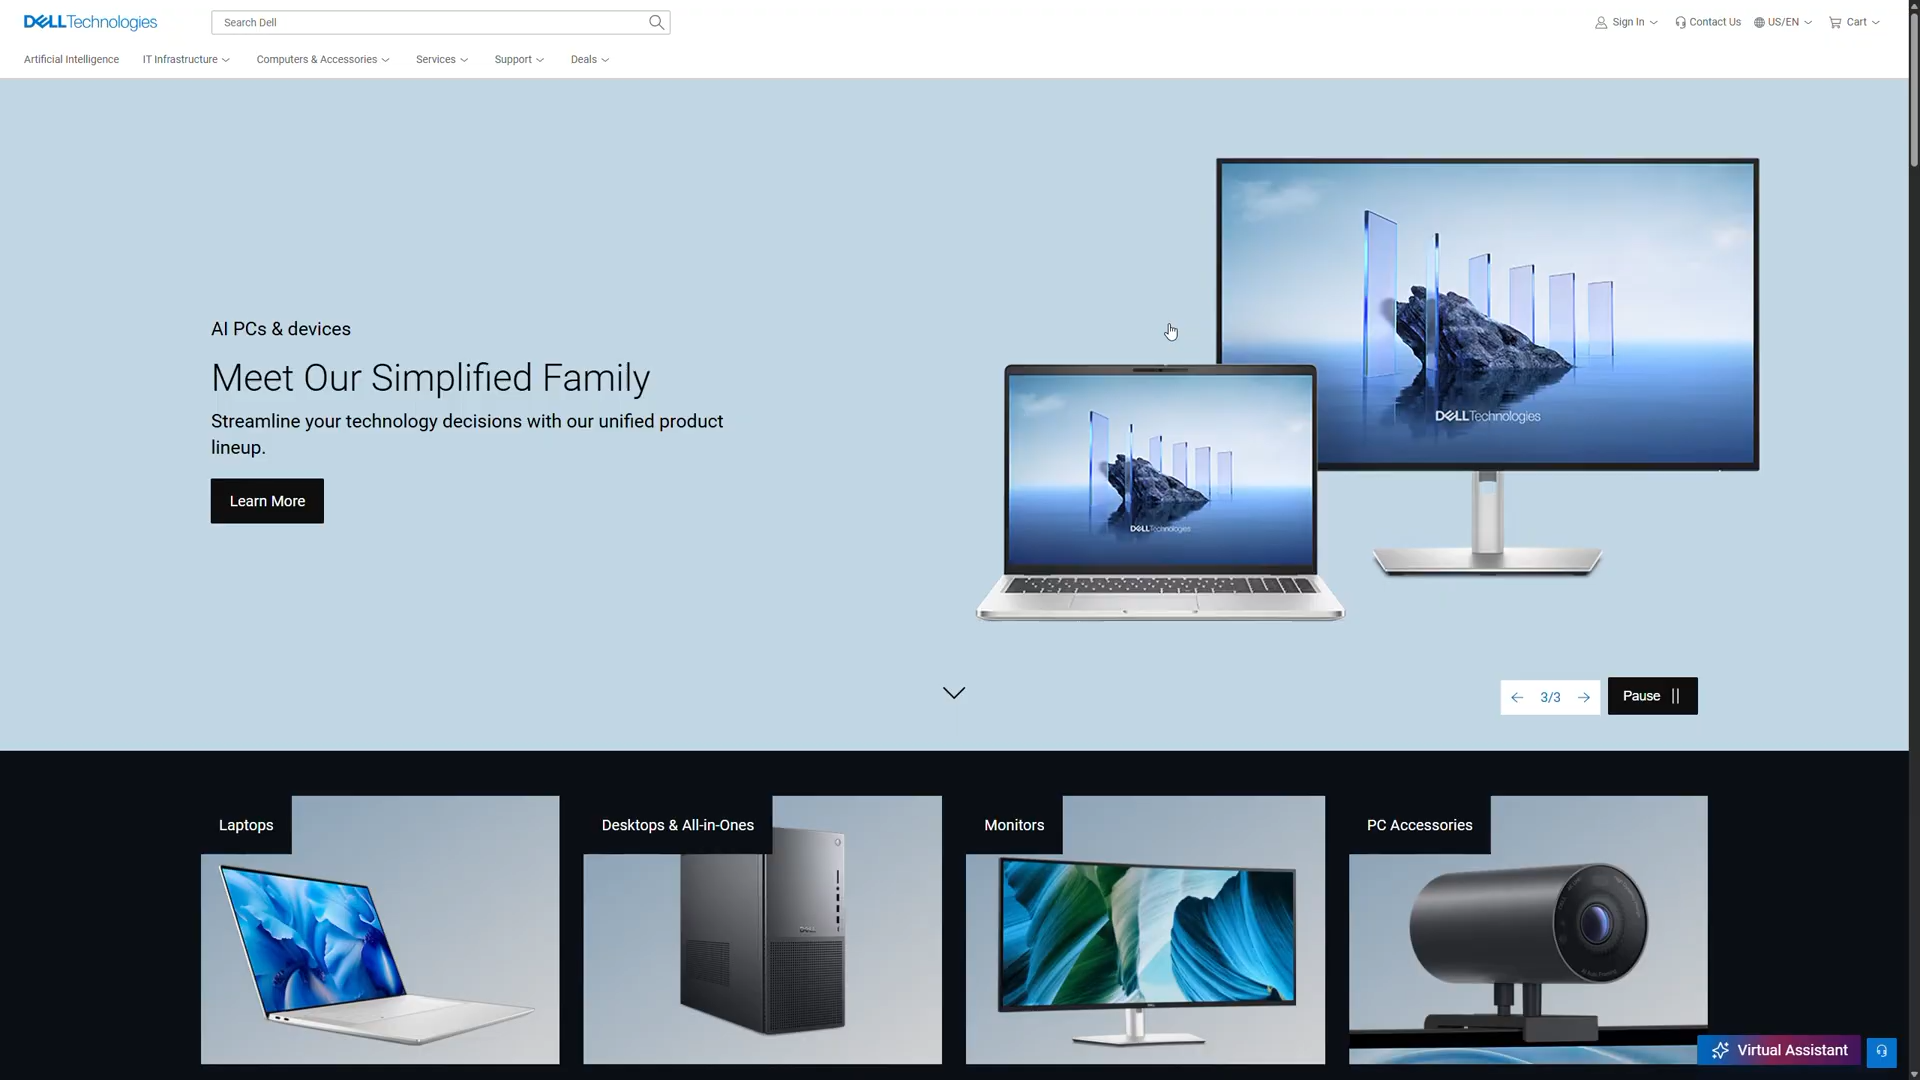 DELLTechnologies
Search Dell
Sign In
Contact Us
US/EN
Cart
Artificial Intelligence
IT Infrastructure
Computers & Accessories
Services
Support
Deals
AI PCs & devices
Meet Our Simplified Family
Streamline your technology decisions with our unified product
lineup.
Learn More
DELLTechnologies
DELLTechnologies
3/3
Pause
Laptops
Desktops & All-in-Ones
Monitors
PC Accessories
DELL
Virtual Assistant